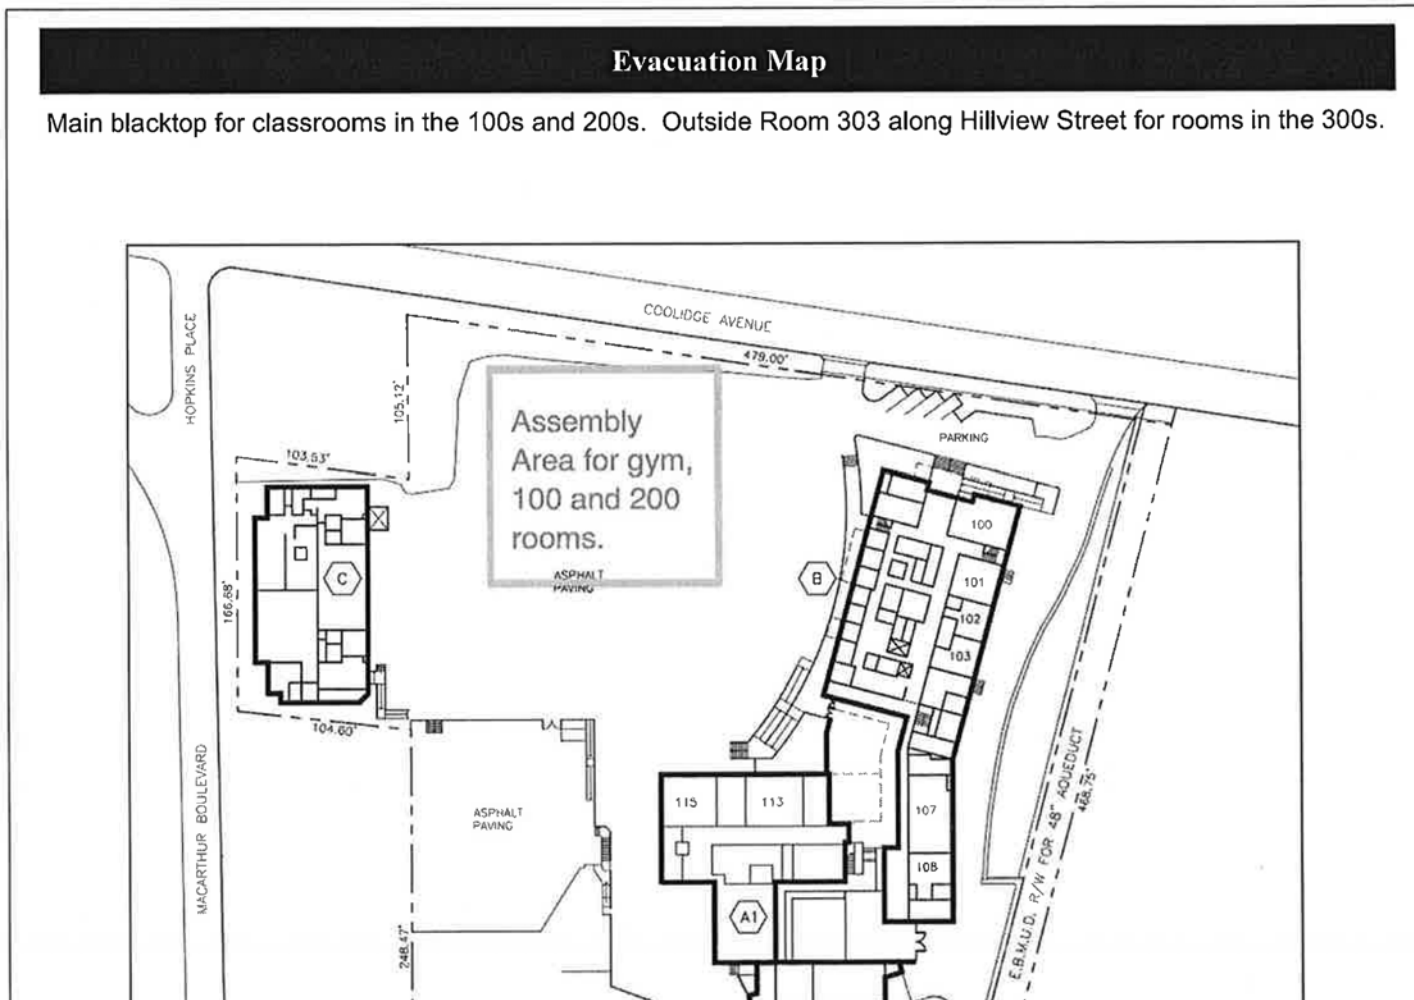 Evacuation Map
Main blacktop for classrooms in the 100s and 200s. Outside Room 303 along Hillview Street for rooms in the 300s.
COOLIDGE AVENUE
HOPKINS PLACE
479.00'
105.12'
Assembly
Area for gym,
100 and 200
rooms.
PARKING
103.53'
100
ASPHALT
PAVING
C
B
101
166.68'
102
103
104.60'
MACARTHUR BOULEVARD
ASPHALT
PAVING
115
113
107
108
A1
E.B.M.U.D. R/W FOR 48" AQUEDUCT
468.75'
248.47'